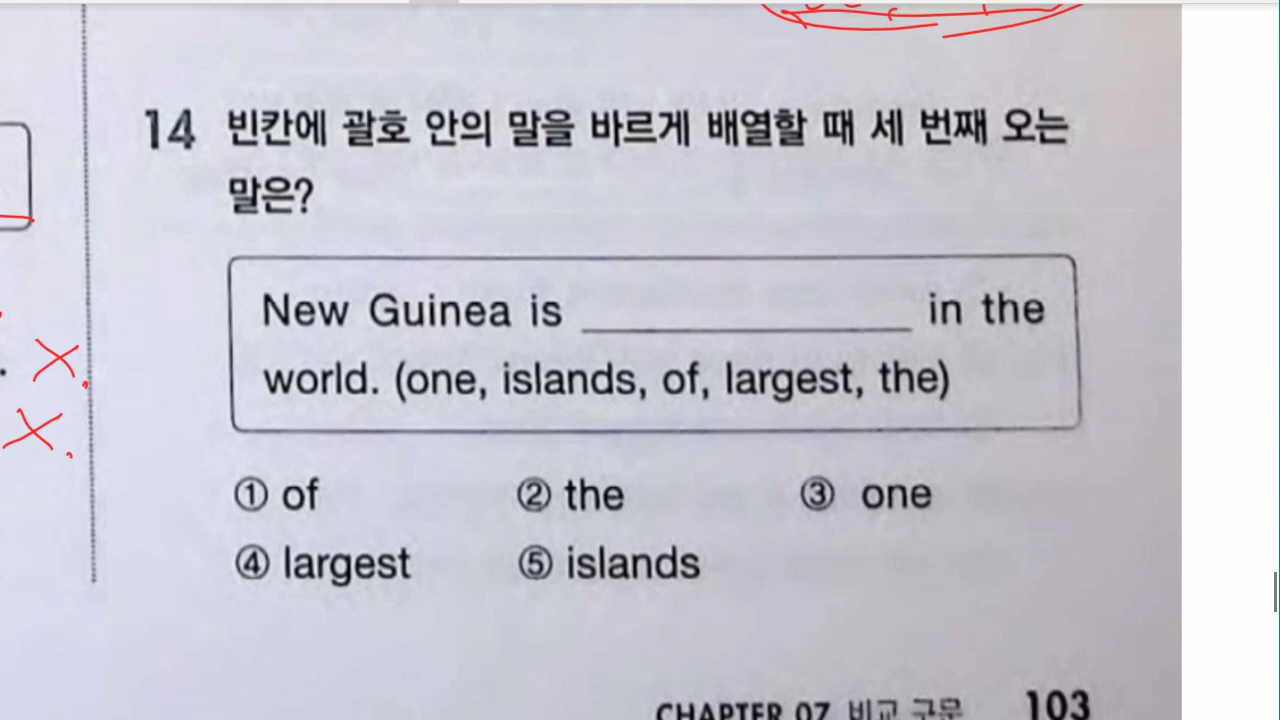 14 빈칸에 괄호 안의 말을 바르게 배열할 때 세 번째 오는
말은?
New Guinea is ____________ in the
world. (one, islands, of, largest, the)
① of ② the ③ one
④ largest ⑤ islands
X.
X.
CHAPTER 07 비교 구문 103